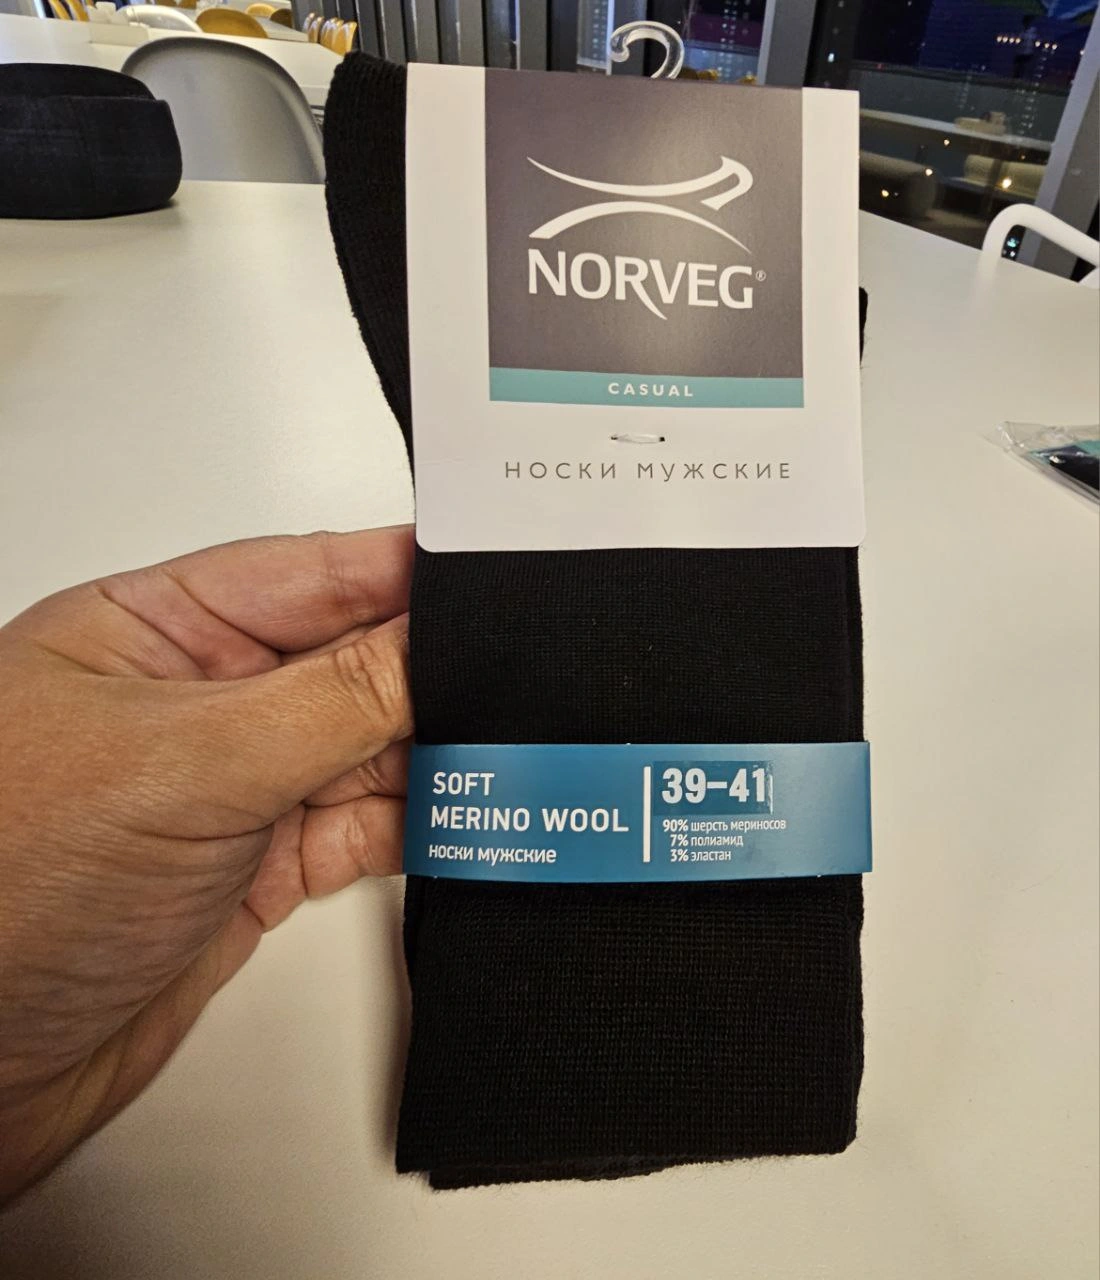 NORVEG®
CASUAL
НОСКИ МУЖСКИЕ
SOFT
MERINO WOOL
носки мужские
39–41
90% шерсть мериносов
7% полиамид
3% эластан